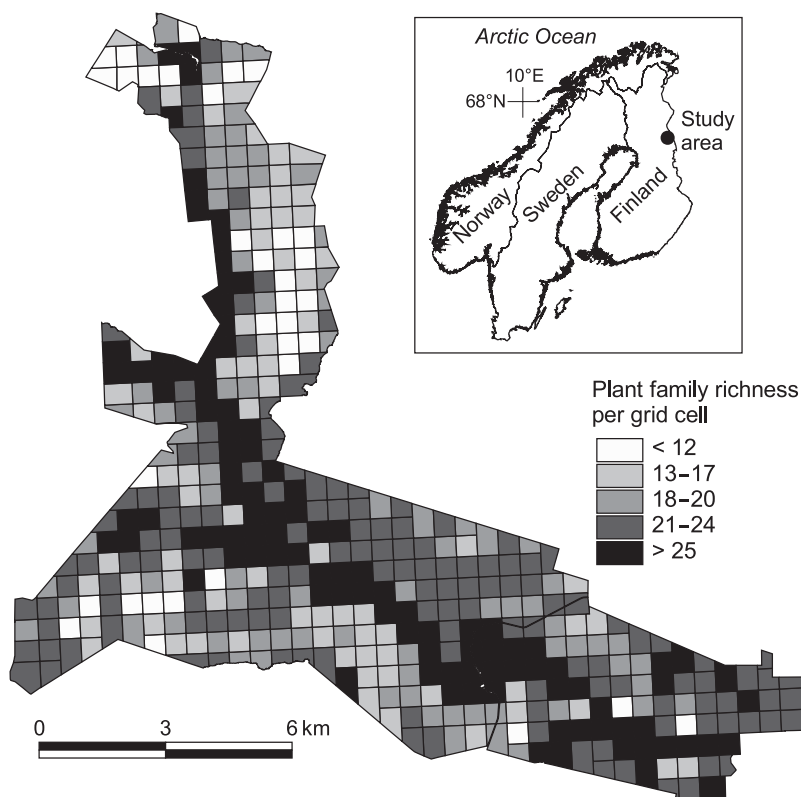 Arctic Ocean
10°E
68°N
Study
area
Norway
Sweden
Finland
Plant family richness
per grid cell
< 12
13–17
18–20
21–24
> 25
0 3 6 km